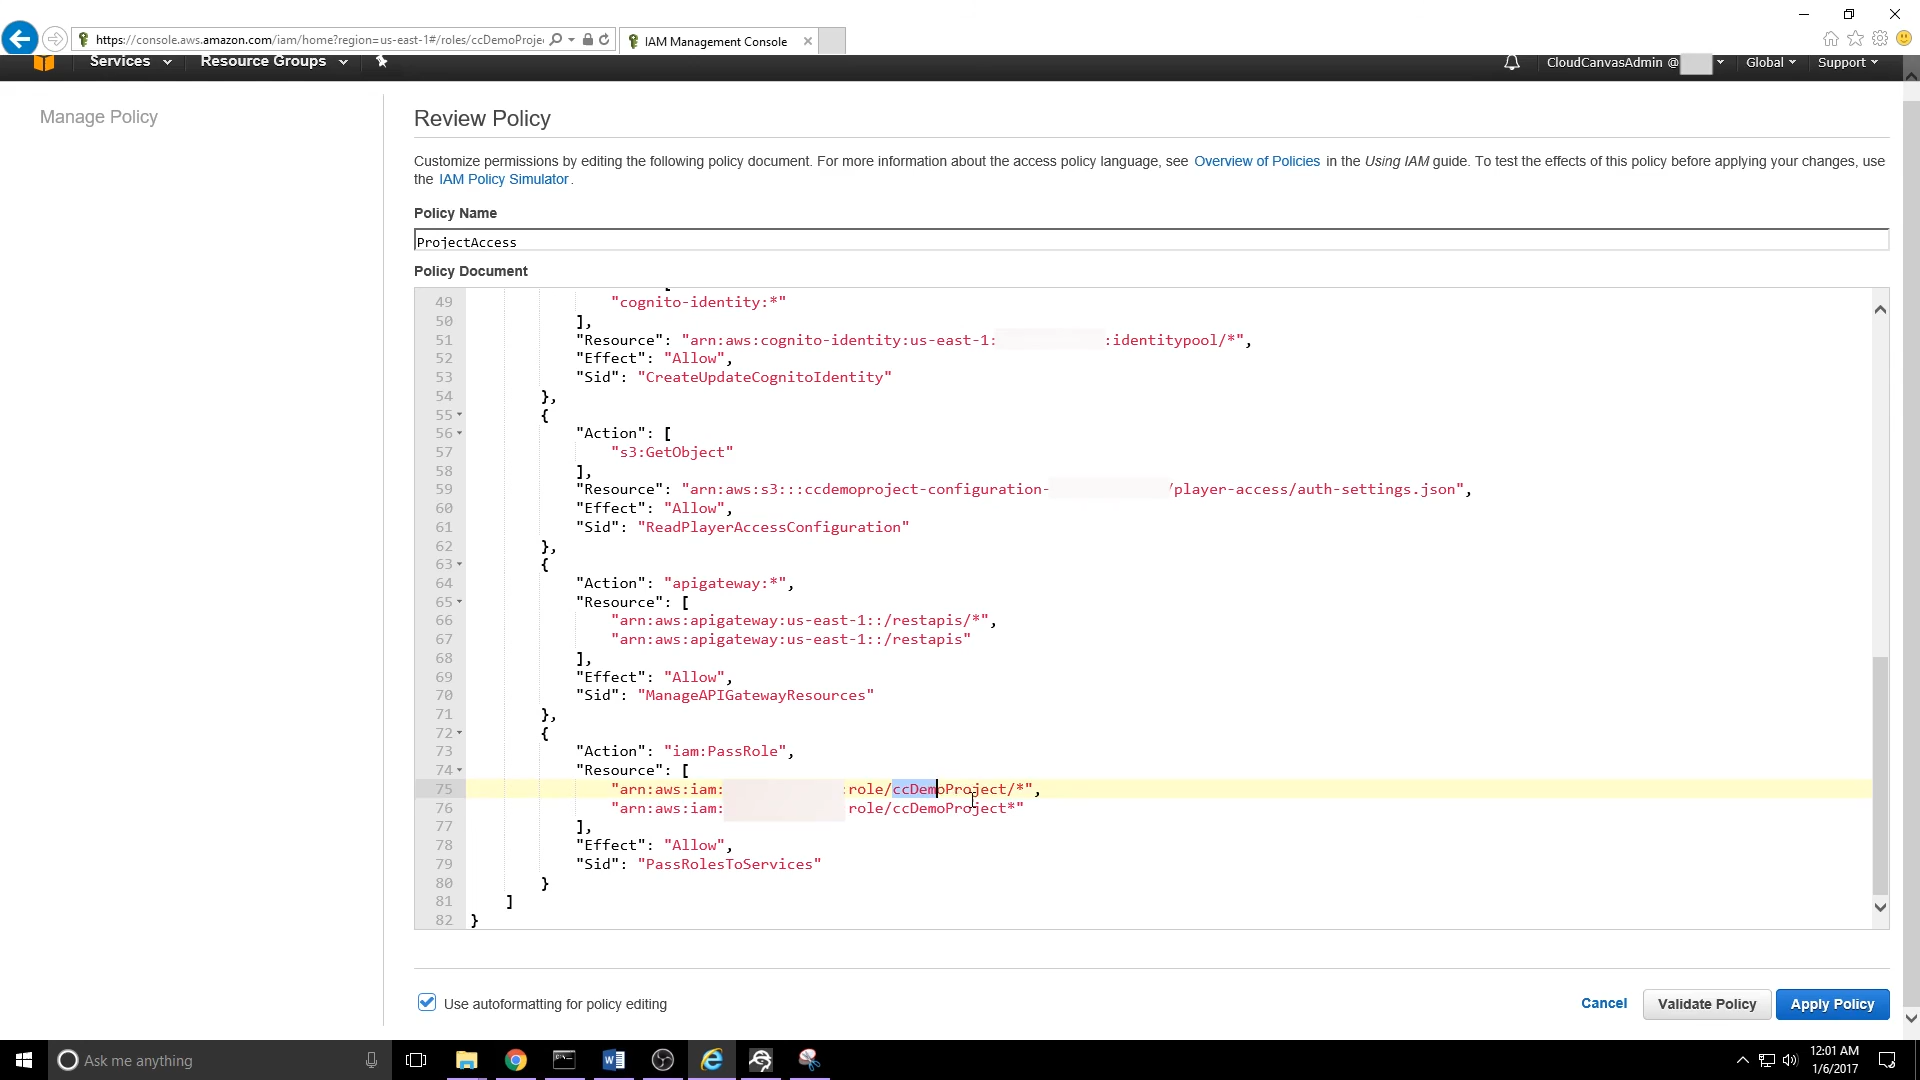 https://console.aws.amazon.com/iam/home?region=us-east-1#/roles/ccDemoProje
IAM Management Console
Services
Resource Groups
CloudCanvasAdmin @
Global
Support
Manage Policy
Review Policy
Customize permissions by editing the following policy document. For more information about the access policy language, see Overview of Policies in the Using IAM guide. To test the effects of this policy before applying your changes, use
the IAM Policy Simulator.
Policy Name
ProjectAccess
Policy Document
49 "cognito-identity:*"
50 ],
51 "Resource": "arn:aws:cognito-identity:us-east-1: :identitypool/*",
52 "Effect": "Allow",
53 "Sid": "CreateUpdateCognitoIdentity"
54 },
55 {
56 "Action": [
57 "s3:GetObject"
58 ],
59 "Resource": "arn:aws:s3:::ccdemoproject-configuration- /player-access/auth-settings.json",
60 "Effect": "Allow",
61 "Sid": "ReadPlayerAccessConfiguration"
62 },
63 {
64 "Action": "apigateway:*",
65 "Resource": [
66 "arn:aws:apigateway:us-east-1::/restapis/*",
67 "arn:aws:apigateway:us-east-1::/restapis"
68 ],
69 "Effect": "Allow",
70 "Sid": "ManageAPIGatewayResources"
71 },
72 {
73 "Action": "iam:PassRole",
74 "Resource": [
75 "arn:aws:iam: :role/ccDemoProject/*",
76 "arn:aws:iam: role/ccDemoProject*"
77 ],
78 "Effect": "Allow",
79 "Sid": "PassRolesToServices"
80 }
81 ]
82 }
Use autoformatting for policy editing
Cancel
Validate Policy
Apply Policy
Ask me anything
12:01 AM
1/6/2017